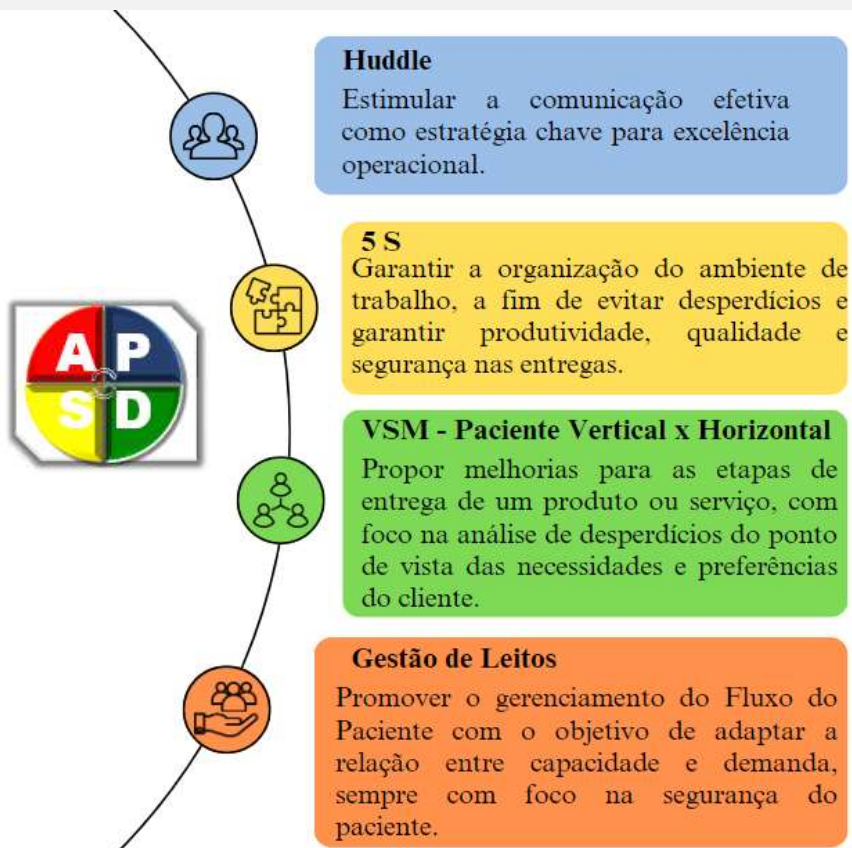 Huddle
Estimular a comunicação efetiva
como estratégia chave para excelência
operacional.
5 S
Garantir a organização do ambiente de
trabalho, a fim de evitar desperdícios e
garantir produtividade, qualidade e
segurança nas entregas.
A P
S D
VSM - Paciente Vertical x Horizontal
Propor melhorias para as etapas de
entrega de um produto ou serviço, com
foco na análise de desperdícios do ponto
de vista das necessidades e preferências
do cliente.
Gestão de Leitos
Promover o gerenciamento do Fluxo do
Paciente com o objetivo de adaptar a
relação entre capacidade e demanda,
sempre com foco na segurança do
paciente.